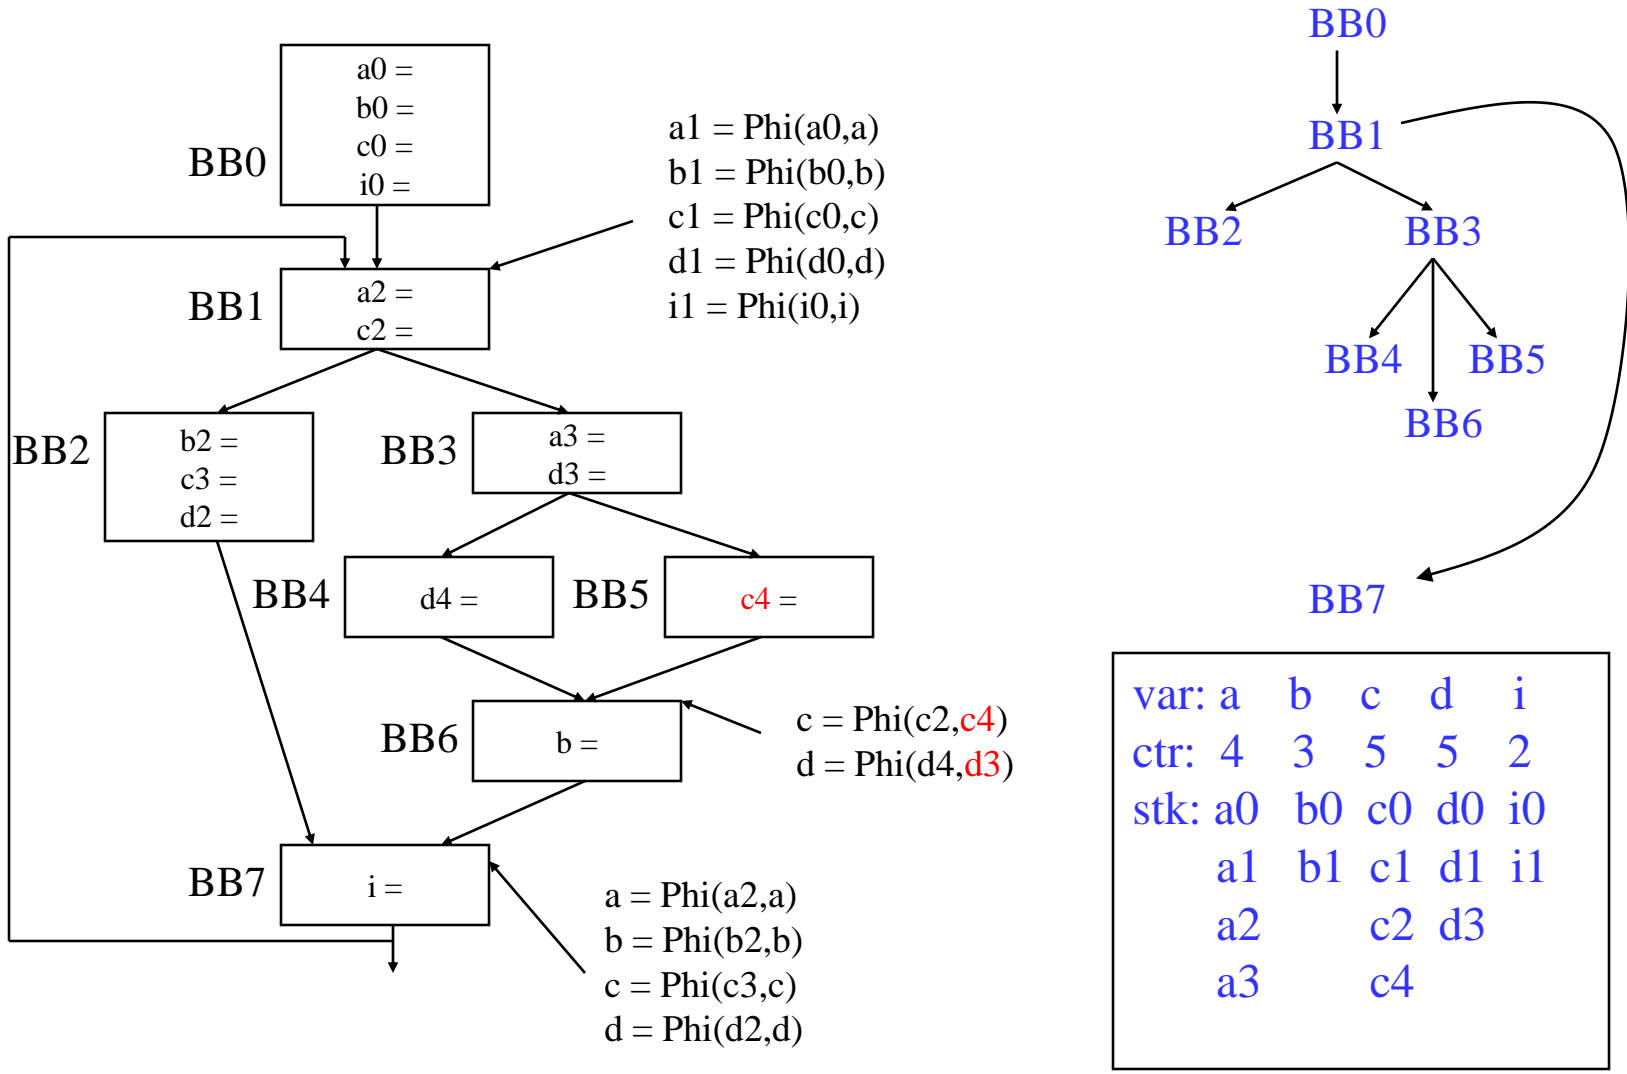 BB0
a0 =
b0 =
c0 =
i0 =
a1 = Phi(a0,a)
b1 = Phi(b0,b)
c1 = Phi(c0,c)
d1 = Phi(d0,d)
i1 = Phi(i0,i)
BB1
a2 =
c2 =
BB2
b2 =
c3 =
d2 =
BB3
a3 =
d3 =
BB4
d4 =
BB5
c4 =
BB6
b =
c = Phi(c2,c4)
d = Phi(d4,d3)
BB7
i =
a = Phi(a2,a)
b = Phi(b2,b)
c = Phi(c3,c)
d = Phi(d2,d)
BB0
BB1
BB2 BB3
BB4 BB5
BB6
BB7
var: a b c d i
ctr: 4 3 5 5 2
stk: a0 b0 c0 d0 i0
a1 b1 c1 d1 i1
a2 c2 d3
a3 c4